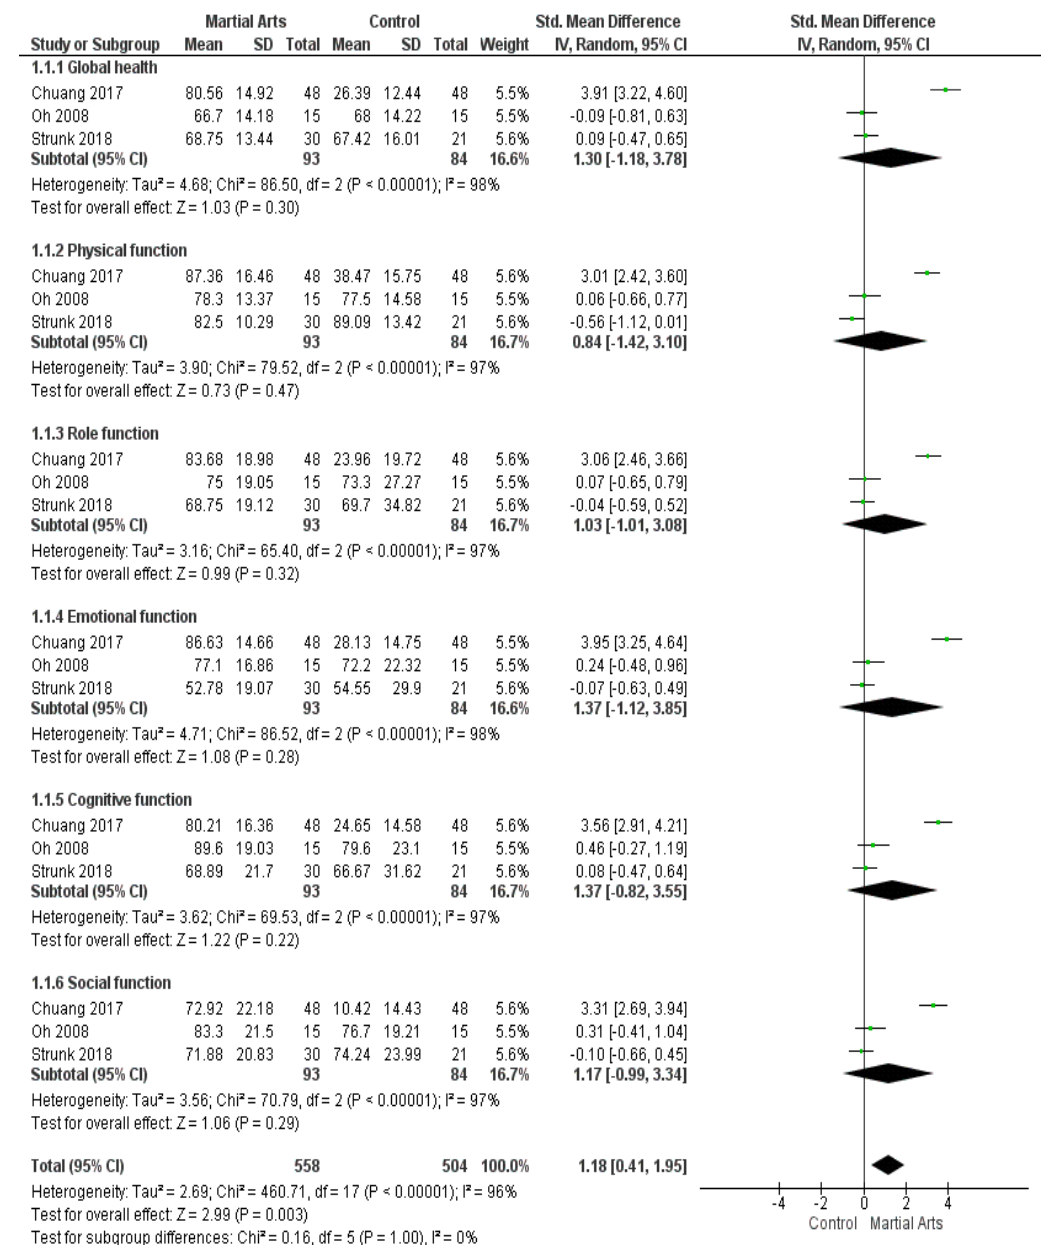 Martial Arts Control Std. Mean Difference Std. Mean Difference
Study or Subgroup Mean SD Total Mean SD Total Weight IV, Random, 95% CI IV, Random, 95% CI
1.1.1 Global health
Chuang 2017 80.56 14.92 48 26.39 12.44 48 5.5% 3.91 [3.22, 4.60]
Oh 2008 66.7 14.18 15 68 14.22 15 5.5% -0.09 [-0.81, 0.63]
Strunk 2018 68.75 13.44 30 67.42 16.01 21 5.6% 0.09 [-0.47, 0.65]
Subtotal (95% CI) 93 84 16.6% 1.30 [-1.18, 3.78]
Heterogeneity: Tau² = 4.68; Chi² = 86.50, df = 2 (P < 0.00001); I² = 98%
Test for overall effect: Z = 1.03 (P = 0.30)
1.1.2 Physical function
Chuang 2017 87.36 16.46 48 38.47 15.75 48 5.6% 3.01 [2.42, 3.60]
Oh 2008 78.3 13.37 15 77.5 14.58 15 5.5% 0.06 [-0.66, 0.77]
Strunk 2018 82.5 10.29 30 89.09 13.42 21 5.6% -0.56 [-1.12, 0.01]
Subtotal (95% CI) 93 84 16.7% 0.84 [-1.42, 3.10]
Heterogeneity: Tau² = 3.90; Chi² = 79.52, df = 2 (P < 0.00001); I² = 97%
Test for overall effect: Z = 0.73 (P = 0.47)
1.1.3 Role function
Chuang 2017 83.68 18.98 48 23.96 19.72 48 5.6% 3.06 [2.46, 3.66]
Oh 2008 75 19.05 15 73.3 27.27 15 5.5% 0.07 [-0.65, 0.79]
Strunk 2018 68.75 19.12 30 69.7 34.82 21 5.6% -0.04 [-0.59, 0.52]
Subtotal (95% CI) 93 84 16.7% 1.03 [-1.01, 3.08]
Heterogeneity: Tau² = 3.16; Chi² = 65.40, df = 2 (P < 0.00001); I² = 97%
Test for overall effect: Z = 0.99 (P = 0.32)
1.1.4 Emotional function
Chuang 2017 86.63 14.66 48 28.13 14.75 48 5.5% 3.95 [3.25, 4.64]
Oh 2008 77.1 16.86 15 72.2 22.32 15 5.5% 0.24 [-0.48, 0.96]
Strunk 2018 52.78 19.07 30 54.55 29.9 21 5.6% -0.07 [-0.63, 0.49]
Subtotal (95% CI) 93 84 16.6% 1.37 [-1.12, 3.85]
Heterogeneity: Tau² = 4.71; Chi² = 86.52, df = 2 (P < 0.00001); I² = 98%
Test for overall effect: Z = 1.08 (P = 0.28)
1.1.5 Cognitive function
Chuang 2017 80.21 16.36 48 24.65 14.58 48 5.6% 3.56 [2.91, 4.21]
Oh 2008 89.6 19.03 15 79.6 23.1 15 5.5% 0.46 [-0.27, 1.19]
Strunk 2018 68.89 21.7 30 66.67 31.62 21 5.6% 0.08 [-0.47, 0.64]
Subtotal (95% CI) 93 84 16.7% 1.37 [-0.82, 3.55]
Heterogeneity: Tau² = 3.62; Chi² = 69.53, df = 2 (P < 0.00001); I² = 97%
Test for overall effect: Z = 1.22 (P = 0.22)
1.1.6 Social function
Chuang 2017 72.92 22.18 48 10.42 14.43 48 5.6% 3.31 [2.69, 3.94]
Oh 2008 83.3 21.5 15 76.7 19.21 15 5.5% 0.31 [-0.41, 1.04]
Strunk 2018 71.88 20.83 30 74.24 23.99 21 5.6% -0.10 [-0.66, 0.45]
Subtotal (95% CI) 93 84 16.7% 1.17 [-0.99, 3.34]
Heterogeneity: Tau² = 3.56; Chi² = 70.79, df = 2 (P < 0.00001); I² = 97%
Test for overall effect: Z = 1.06 (P = 0.29)
Total (95% CI) 558 504 100.0% 1.18 [0.41, 1.95]
Heterogeneity: Tau² = 2.69; Chi² = 460.71, df = 17 (P < 0.00001); I² = 96%
Test for overall effect: Z = 2.99 (P = 0.003)
Test for subgroup differences: Chi² = 0.16, df = 5 (P = 1.00), I² = 0%
-4 -2 0 2 4
Control Martial Arts